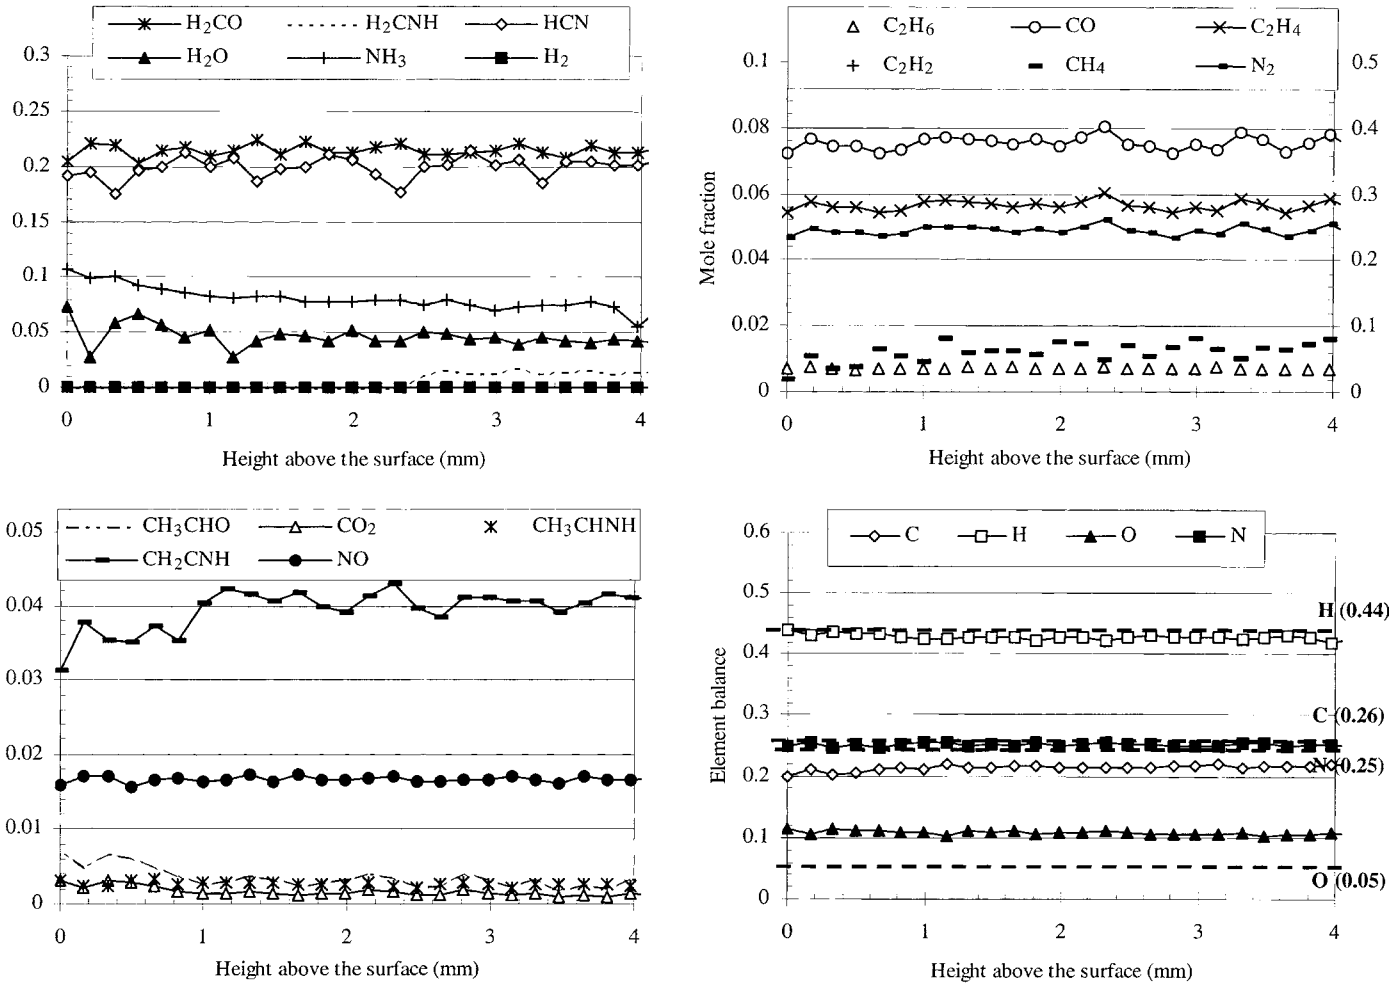 H₂CO H₂CNH HCN
H₂O NH₃ H₂
0.3
0.25
0.2
0.15
0.1
0.05
0
0 1 2 3 4
Height above the surface (mm)
C₂H₆ CO C₂H₄
C₂H₂ CH₄ N₂
0.1
0.08
0.06
0.04
0.02
0
0.5
0.4
0.3
0.2
0.1
0
Mole fraction
0 1 2 3 4
Height above the surface (mm)
CH₃CHO CO₂ CH₃CHNH
CH₂CNH NO
0.05
0.04
0.03
0.02
0.01
0
0 1 2 3 4
Height above the surface (mm)
C H O N
0.6
0.5
0.4
0.3
0.2
0.1
0
Element balance
H (0.44)
C (0.26)
N (0.25)
O (0.05)
0 1 2 3 4
Height above the surface (mm)